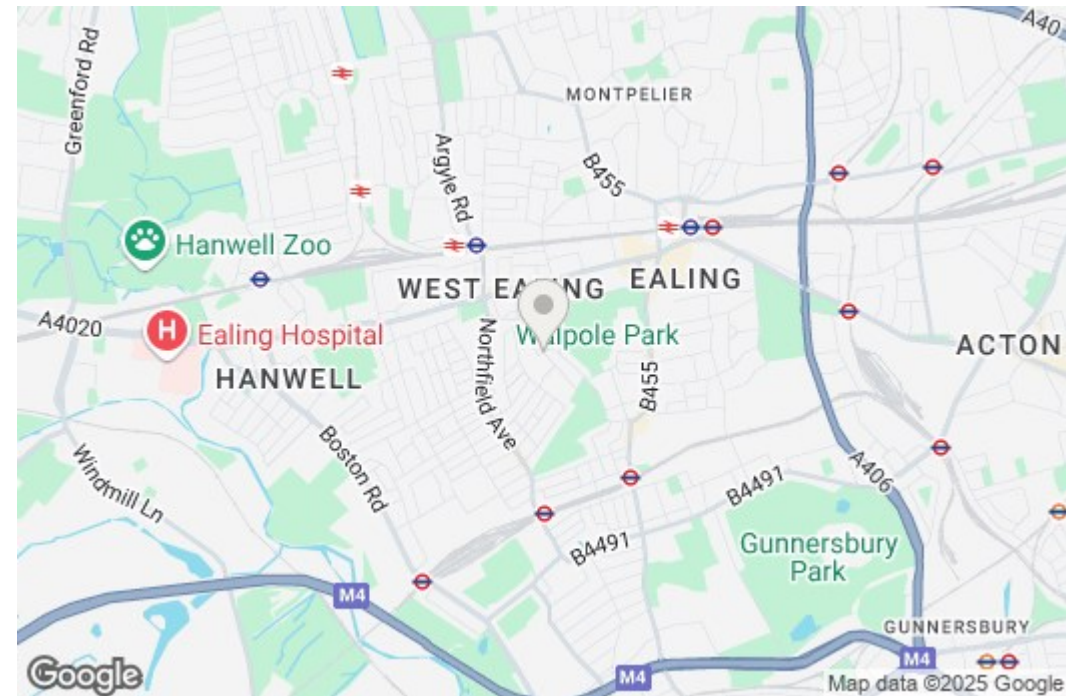 A40
Greenford Rd
MONTPELIER
Argyle Rd
B455
Hanwell Zoo
WEST EALING
EALING
A4020
H
Ealing Hospital
Walpole Park
ACTON
HANWELL
Northfield Ave
B455
Boston Rd
Windmill Ln
A406
B4491
B4491
Gunnersbury
Park
M4
GUNNERSBURY
M4
M4
Google
Map data ©2025 Google